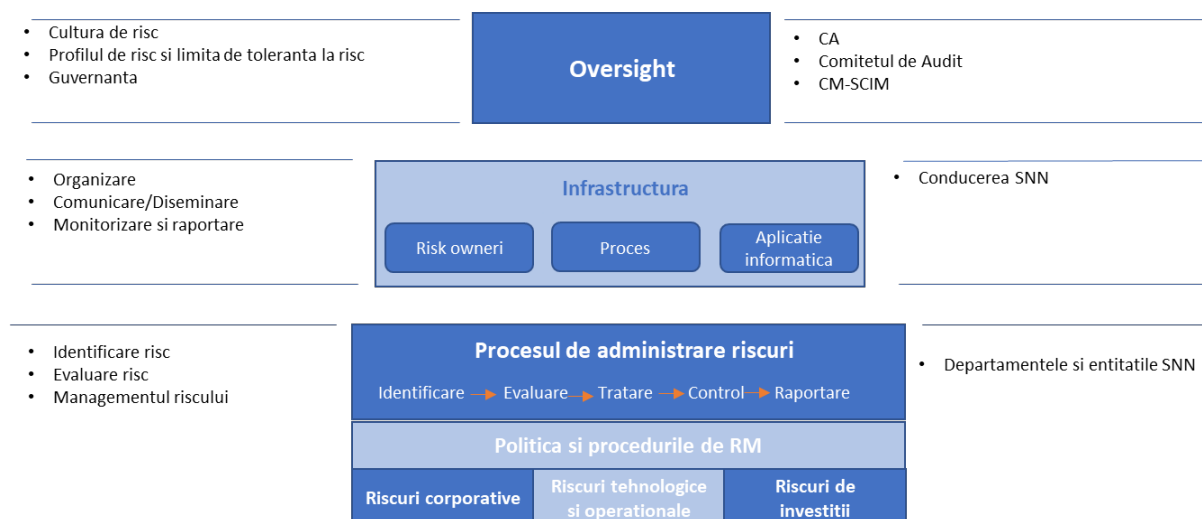 • Cultura de risc
• Profilul de risc si limita de toleranta la risc
• Guvernanta
Oversight
• CA
• Comitetul de Audit
• CM-SCIM
• Organizare
• Comunicare/Diseminare
• Monitorizare si raportare
Infrastructura
Risk owneri
Proces
Aplicatie
informatica
• Conducerea SNN
• Identificare risc
• Evaluare risc
• Managementul riscului
Procesul de administrare riscuri
Identificare → Evaluare → Tratare → Control → Raportare
• Departamentele si entitatile SNN
Politica si procedurile de RM
Riscuri corporative
Riscuri tehnologice
si operationale
Riscuri de
investitii